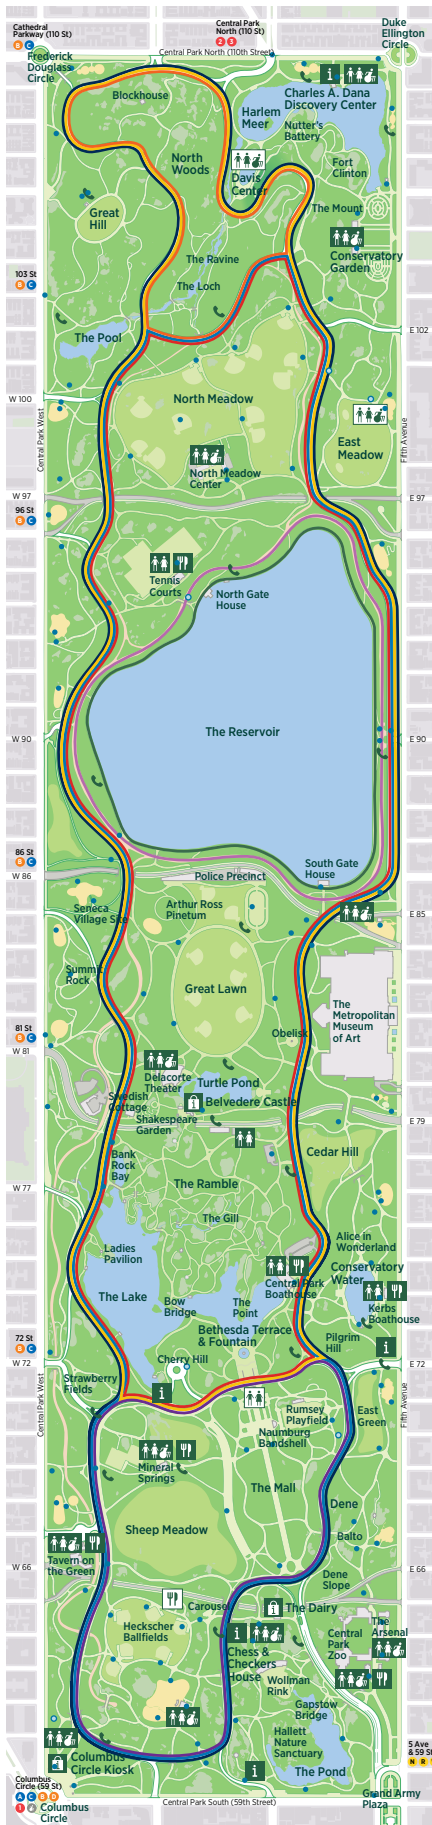 Cathedral
Parkway (110 St)
B C
Central Park
North (110 St)
2 3
Duke
Ellington
Circle
Central Park North (110th Street)
Frederick
Douglass
Circle
Blockhouse
i
Charles A. Dana
Discovery Center
Harlem
Meer
Nutter's
Battery
North
Woods
Davis
Center
Fort
Clinton
The Mount
Great
Hill
Conservatory
Garden
The Ravine
103 St
B C
The Loch
The Pool
E 102
W 100
North Meadow
Central Park West
Fifth Avenue
East
Meadow
North Meadow
Center
W 97
E 97
96 St
B C
Tennis
Courts
North Gate
House
The Reservoir
W 90
E 90
86 St
B C
W 86
South Gate
House
Police Precinct
Seneca
Village Site
Arthur Ross
Pinetum
E 85
Summit
Rock
Great Lawn
The
Metropolitan
Museum
of Art
81 St
B C
Obelisk
W 81
Delacorte
Theater
Turtle Pond
Belvedere Castle
Swedish
Cottage
Shakespeare
Garden
E 79
Bank
Rock
Bay
Cedar Hill
W 77
The Ramble
The Gill
Ladies
Pavilion
Alice in
Wonderland
Conservatory
Water
Central Park
Boathouse
The Lake
Bow
Bridge
The
Point
Kerbs
Boathouse
72 St
B C
Bethesda Terrace
& Fountain
Pilgrim
Hill
i
W 72
Cherry Hill
E 72
Strawberry
Fields
i
Central Park West
Fifth Avenue
Rumsey
Playfield
East
Green
Naumburg
Bandshell
Mineral
Springs
The Mall
Dene
Sheep Meadow
Balto
Tavern on
the Green
W 66
E 66
Dene
Slope
Carousel
The Dairy
Heckscher
Ballfields
The
Arsenal
i
Central
Park
Zoo
Chess &
Checkers
House
Wollman
Rink
Gapstow
Bridge
Hallett
Nature
Sanctuary
5 Ave
& 59 St
N R
Columbus
Circle Kiosk
i
The Pond
Columbus
Circle (59 St)
A C B D
1
Columbus
Circle
Central Park South (59th Street)
Grand Army
Plaza